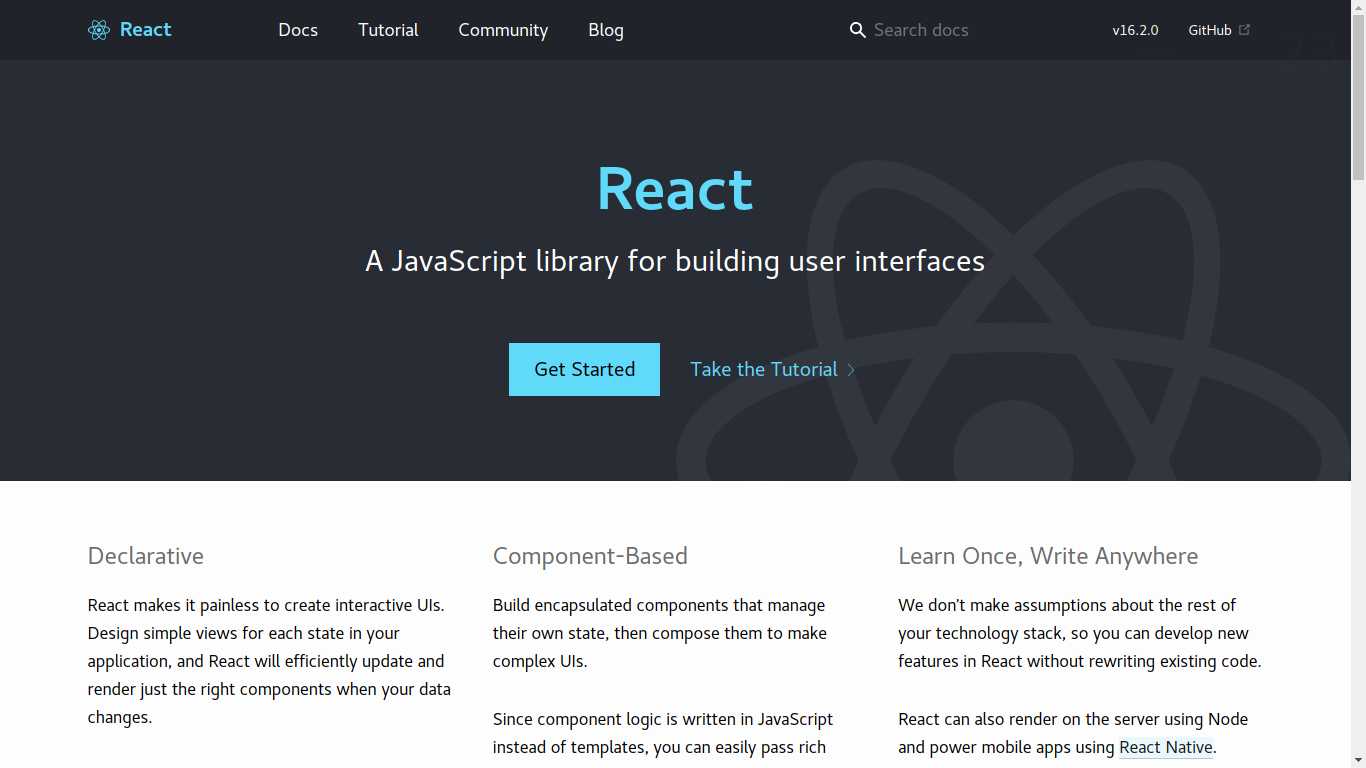 React
Docs
Tutorial
Community
Blog
Search docs
v16.2.0
GitHub
React
A JavaScript library for building user interfaces
Get Started
Take the Tutorial
Declarative
React makes it painless to create interactive UIs.
Design simple views for each state in your
application, and React will efficiently update and
render just the right components when your data
changes.
Component-Based
Build encapsulated components that manage
their own state, then compose them to make
complex UIs.
Since component logic is written in JavaScript
instead of templates, you can easily pass rich
Learn Once, Write Anywhere
We don't make assumptions about the rest of
your technology stack, so you can develop new
features in React without rewriting existing code.
React can also render on the server using Node
and power mobile apps using React Native.